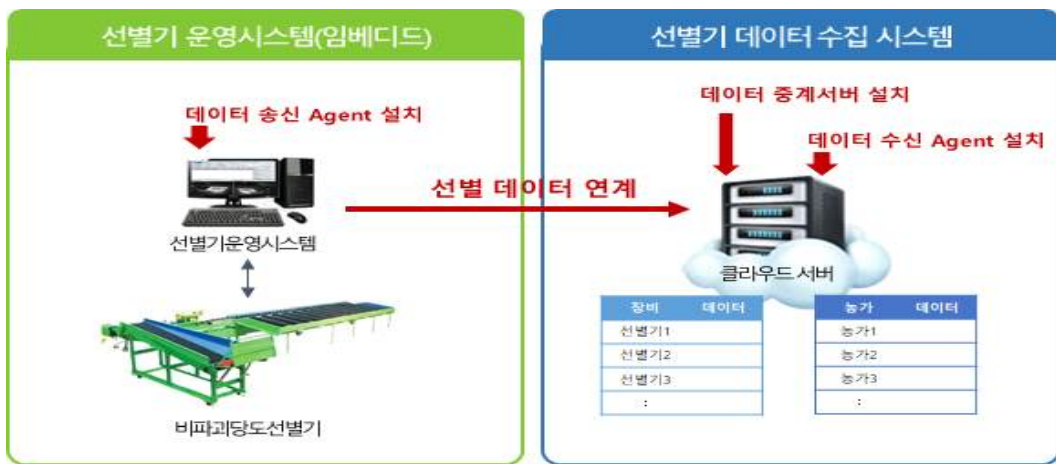 선별기 운영시스템(임베디드)
데이터 송신 Agent 설치
선별기운영시스템
비파괴당도선별기
선별 데이터 연계
선별기 데이터 수집 시스템
데이터 중계서버 설치
데이터 수신 Agent 설치
클라우드 서버
장비 데이터
선별기1
선별기2
선별기3
:
농가 데이터
농가1
농가2
농가3
: